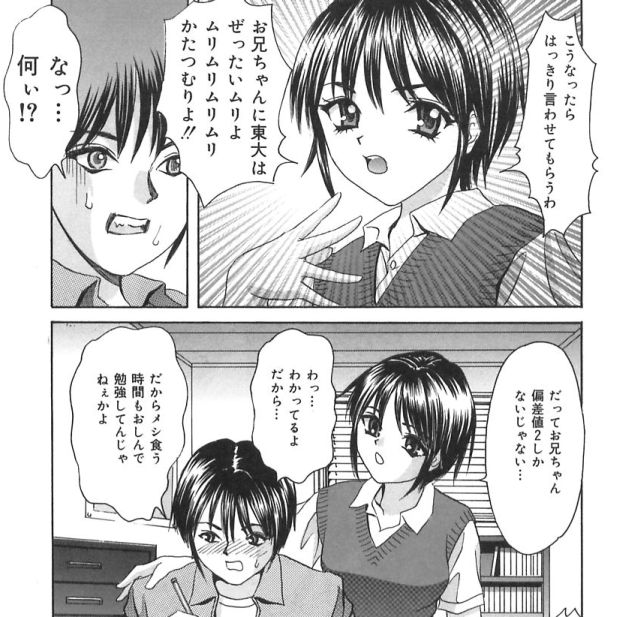 こうなったら
はっきり言わせてもらうわ
お兄ちゃんに東大は
ぜったいムリよ
ムリムリムリムリ
かたつむりよ!!
なっ…
何ぃ!?
だってお兄ちゃん
偏差値2しか
ないじゃない…
わっ…
わかってるよ
だから…
だからメシ食う
時間もおしんで
勉強してんじゃ
ねぇかよ